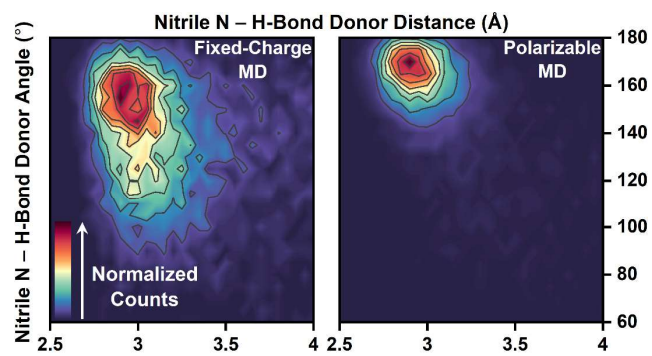 Nitrile N – H-Bond Donor Distance (Å)
Nitrile N – H-Bond Donor Angle (°)
Fixed-Charge
MD
Polarizable
MD
Normalized
Counts
180
160
140
120
100
80
60
2.5 3 3.5 4 2.5 3 3.5 4